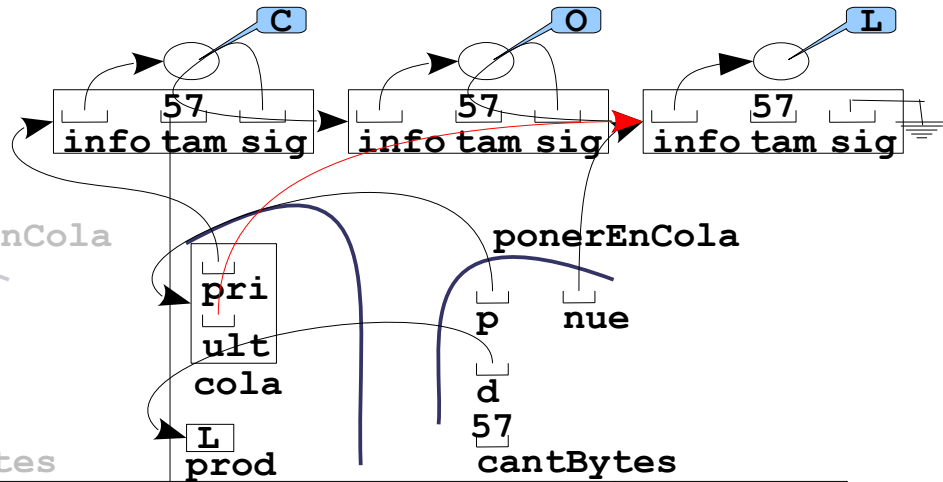 C O L
57 57 57
info tam sig info tam sig info tam sig
nCola ponerEnCola
pri
p nue
ult
cola
d
L 57
tes prod cantBytes